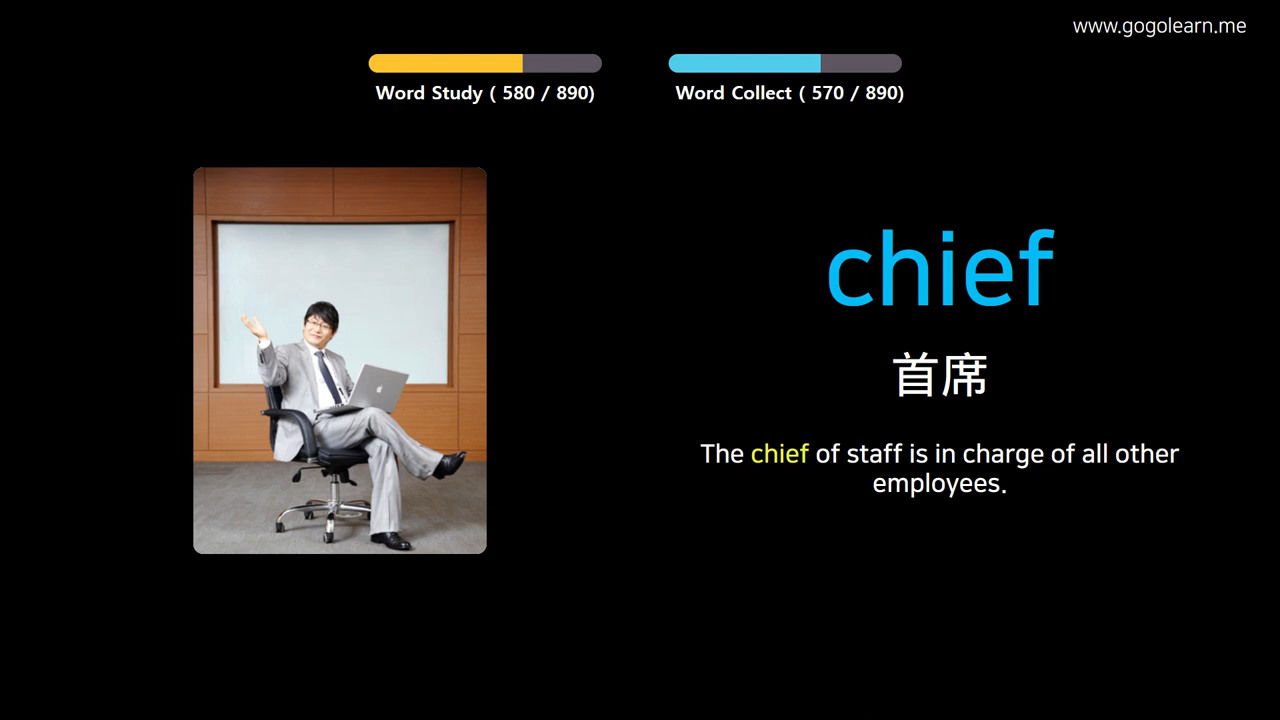 www.gogolearn.me
Word Study ( 580 / 890)
Word Collect ( 570 / 890)
chief
首席
The chief of staff is in charge of all other
employees.